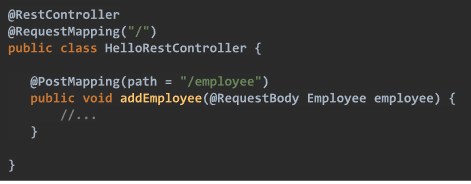 @RestController
@RequestMapping("/")
public class HelloRestController {
@PostMapping(path = "/employee")
public void addEmployee(@RequestBody Employee employee) {
//...
}
}